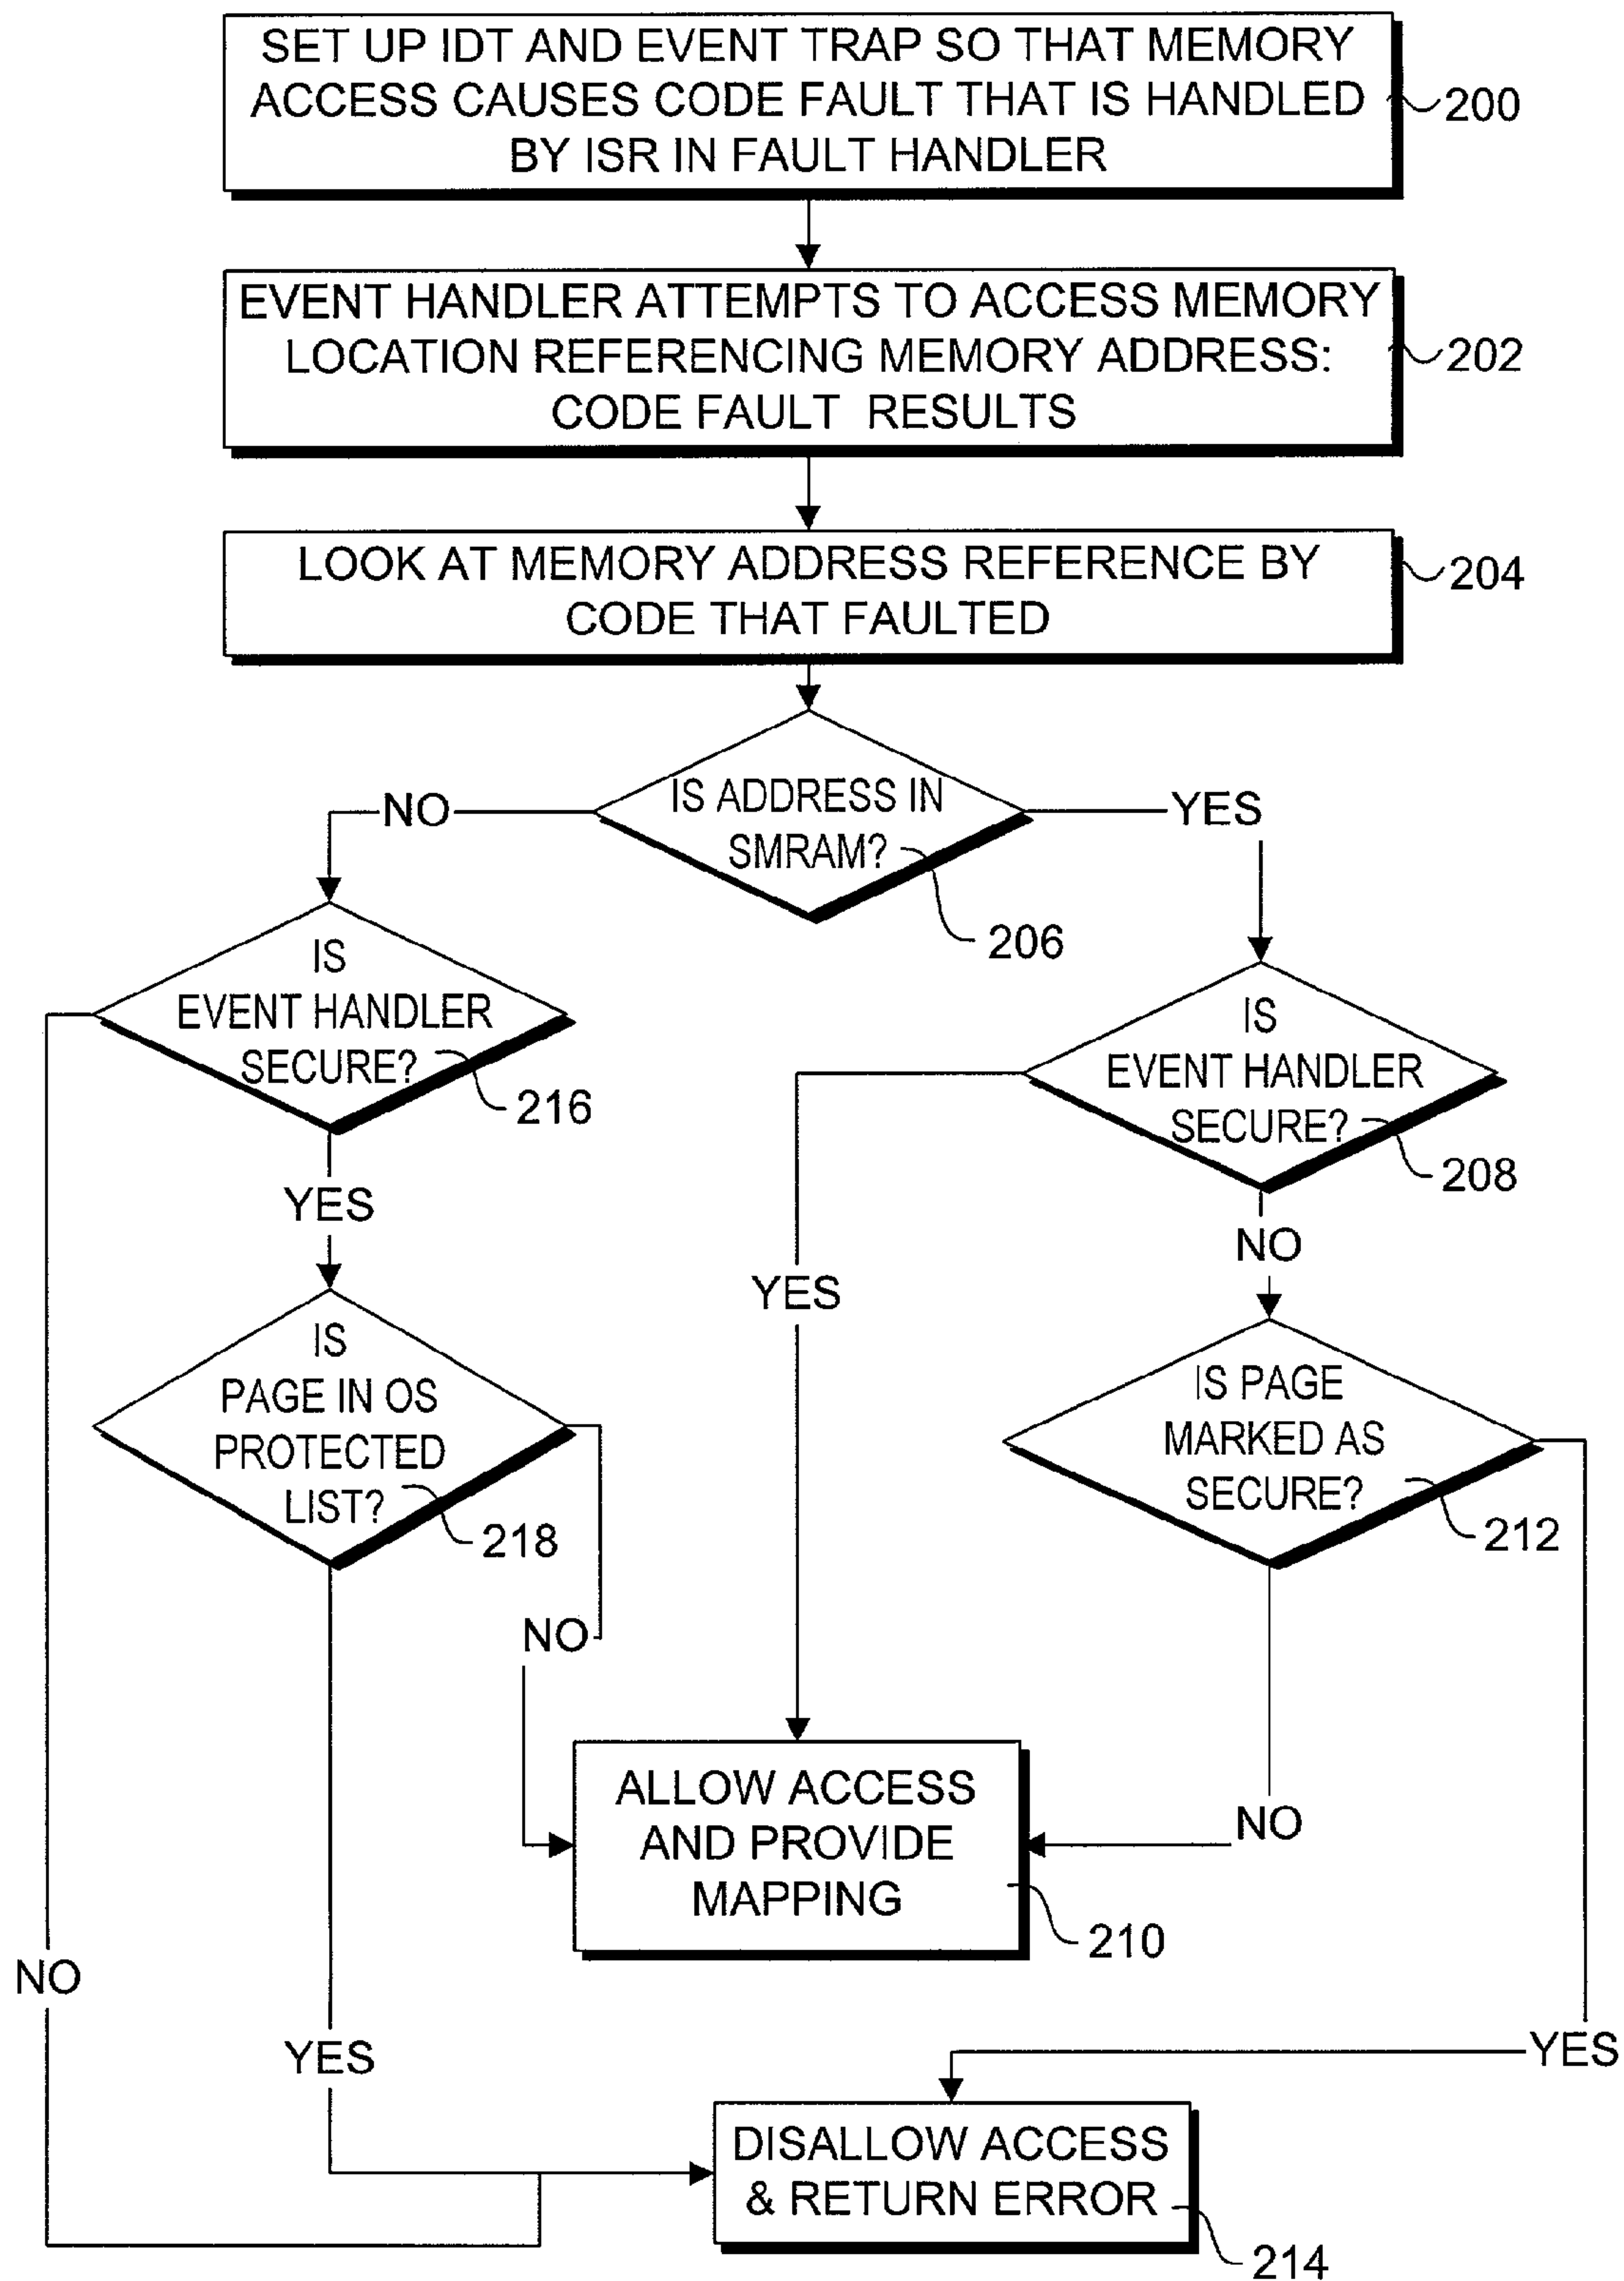 SET UP IDT AND EVENT TRAP SO THAT MEMORY
ACCESS CAUSES CODE FAULT THAT IS HANDLED
BY ISR IN FAULT HANDLER
200
EVENT HANDLER ATTEMPTS TO ACCESS MEMORY
LOCATION REFERENCING MEMORY ADDRESS:
CODE FAULT RESULTS
202
LOOK AT MEMORY ADDRESS REFERENCE BY
CODE THAT FAULTED
204
IS ADDRESS IN
SMRAM?
206
NO
YES
IS
EVENT HANDLER
SECURE?
216
IS
EVENT HANDLER
SECURE?
208
YES
NO
YES
IS
PAGE IN OS
PROTECTED
LIST?
218
IS PAGE
MARKED AS
SECURE?
212
NO
ALLOW ACCESS
AND PROVIDE
MAPPING
210
NO
NO
YES
YES
DISALLOW ACCESS
& RETURN ERROR
214